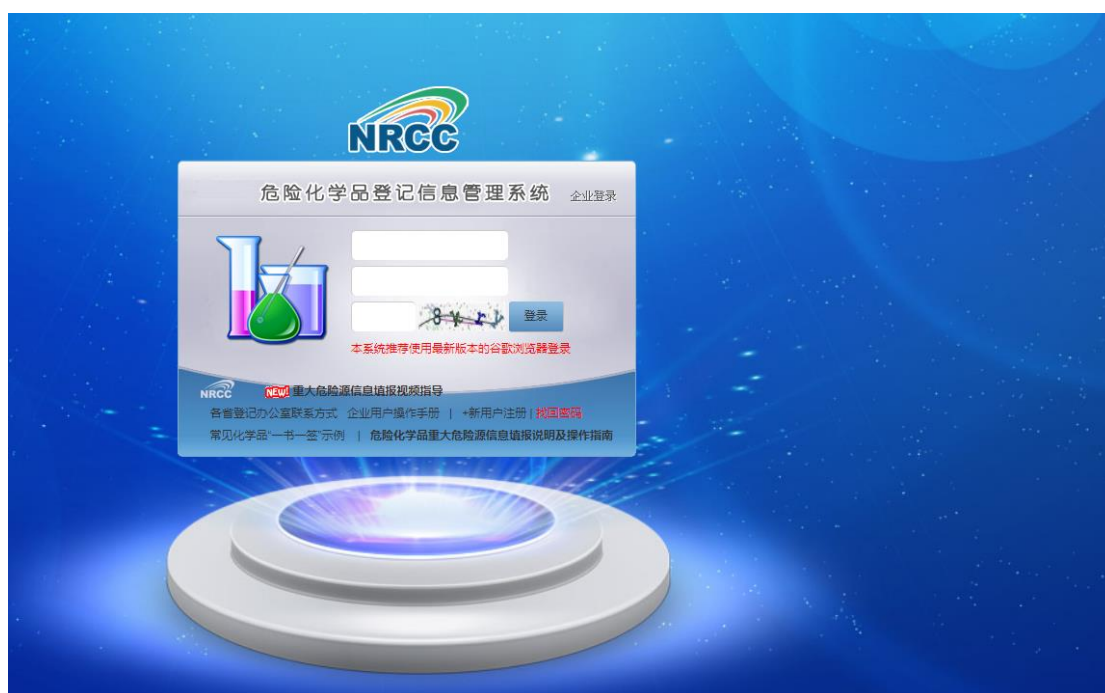 NRCC
危险化学品登记信息管理系统 企业登录
登录
本系统推荐使用最新版本的谷歌浏览器登录
NRCC NEW! 重大危险源信息填报视频指导
各省登记办公室联系方式 企业用户操作手册 | +新用户注册 | 找回密码
常见化学品"一书一签"示例 | 危险化学品重大危险源信息填报说明及操作指南